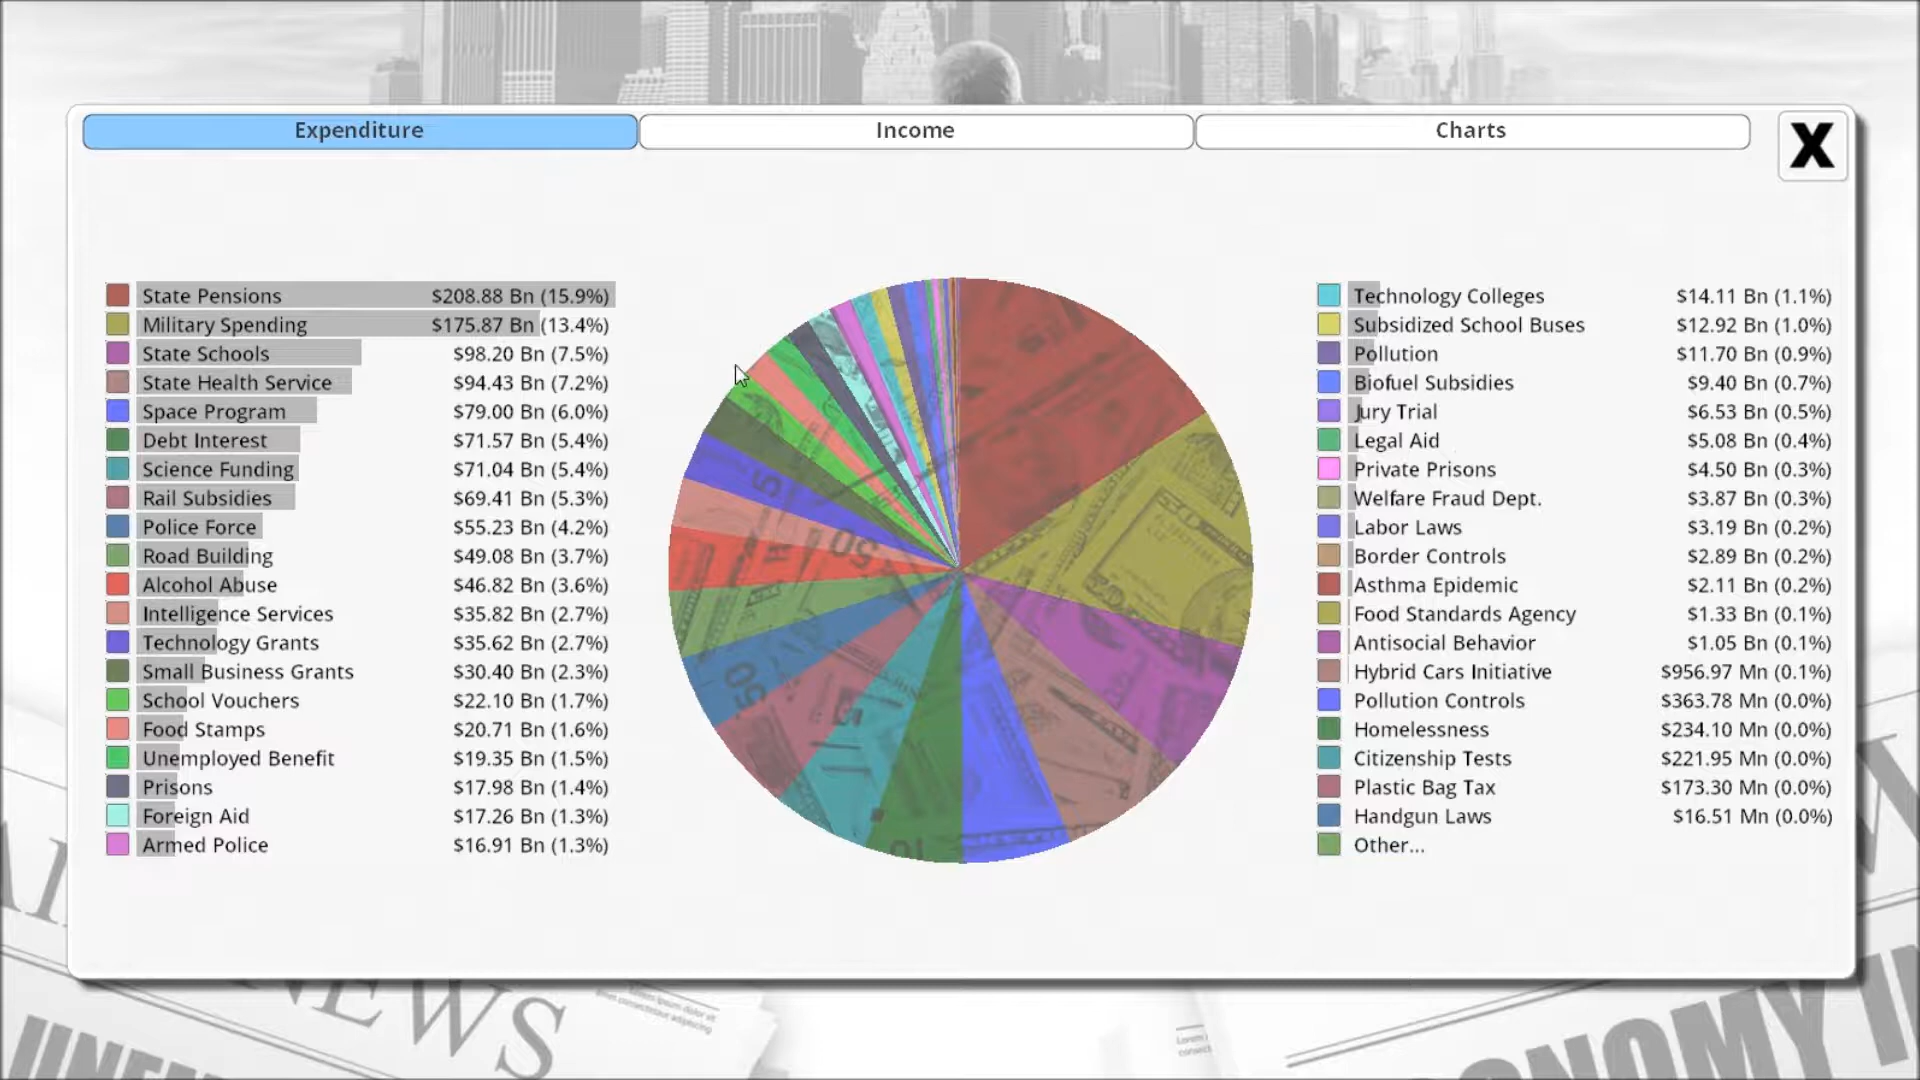 Expenditure
Income
Charts
X
State Pensions $208.88 Bn (15.9%)
Military Spending $175.87 Bn (13.4%)
State Schools $98.20 Bn (7.5%)
State Health Service $94.43 Bn (7.2%)
Space Program $79.00 Bn (6.0%)
Debt Interest $71.57 Bn (5.4%)
Science Funding $71.04 Bn (5.4%)
Rail Subsidies $69.41 Bn (5.3%)
Police Force $55.23 Bn (4.2%)
Road Building $49.08 Bn (3.7%)
Alcohol Abuse $46.82 Bn (3.6%)
Intelligence Services $35.82 Bn (2.7%)
Technology Grants $35.62 Bn (2.7%)
Small Business Grants $30.40 Bn (2.3%)
School Vouchers $22.10 Bn (1.7%)
Food Stamps $20.71 Bn (1.6%)
Unemployed Benefit $19.35 Bn (1.5%)
Prisons $17.98 Bn (1.4%)
Foreign Aid $17.26 Bn (1.3%)
Armed Police $16.91 Bn (1.3%)
Technology Colleges $14.11 Bn (1.1%)
Subsidized School Buses $12.92 Bn (1.0%)
Pollution $11.70 Bn (0.9%)
Biofuel Subsidies $9.40 Bn (0.7%)
Jury Trial $6.53 Bn (0.5%)
Legal Aid $5.08 Bn (0.4%)
Private Prisons $4.50 Bn (0.3%)
Welfare Fraud Dept. $3.87 Bn (0.3%)
Labor Laws $3.19 Bn (0.2%)
Border Controls $2.89 Bn (0.2%)
Asthma Epidemic $2.11 Bn (0.2%)
Food Standards Agency $1.33 Bn (0.1%)
Antisocial Behavior $1.05 Bn (0.1%)
Hybrid Cars Initiative $956.97 Mn (0.1%)
Pollution Controls $363.78 Mn (0.0%)
Homelessness $234.10 Mn (0.0%)
Citizenship Tests $221.95 Mn (0.0%)
Plastic Bag Tax $173.30 Mn (0.0%)
Handgun Laws $16.51 Mn (0.0%)
Other...
NEWS